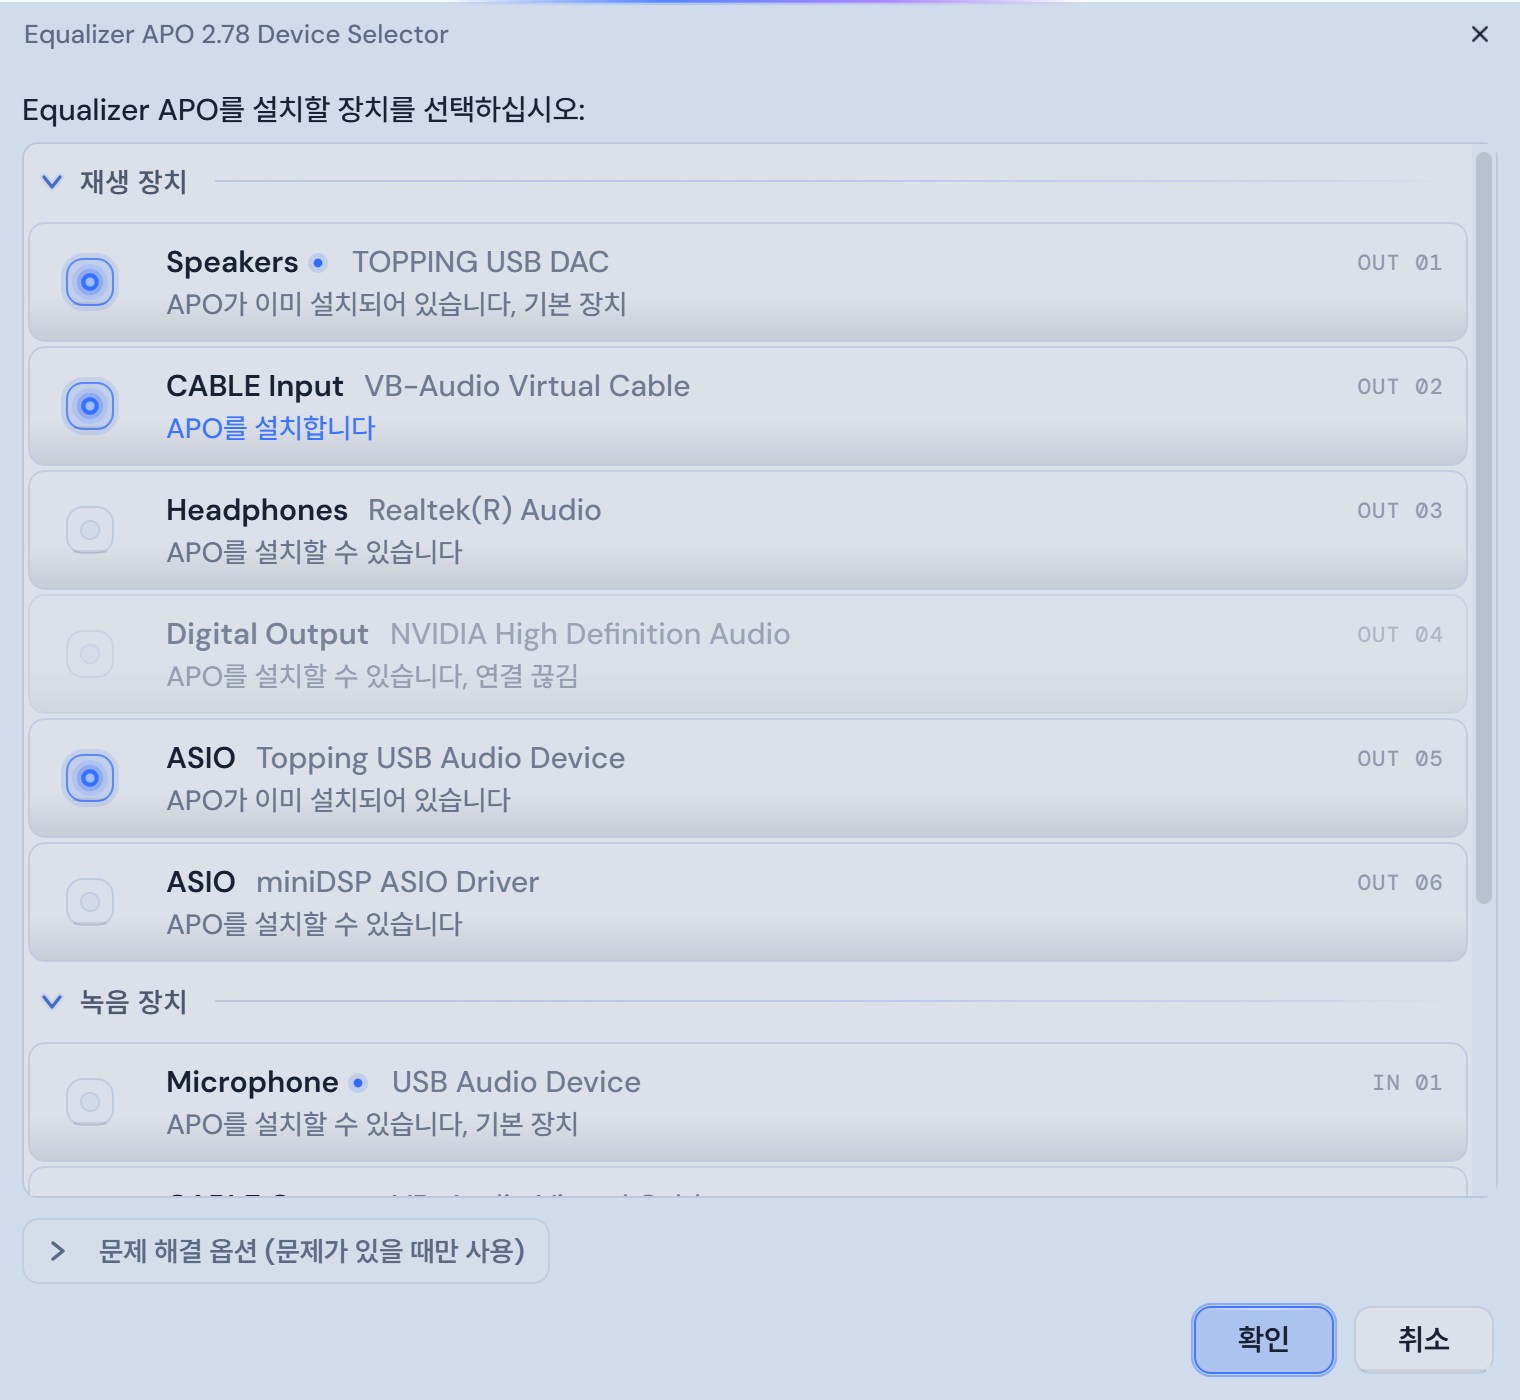 Equalizer APO 2.78 Device Selector
Equalizer APO를 설치할 장치를 선택하십시오:
재생 장치
Speakers TOPPING USB DAC OUT 01
APO가 이미 설치되어 있습니다, 기본 장치
CABLE Input VB-Audio Virtual Cable OUT 02
APO를 설치합니다
Headphones Realtek(R) Audio OUT 03
APO를 설치할 수 있습니다
Digital Output NVIDIA High Definition Audio OUT 04
APO를 설치할 수 있습니다, 연결 끊김
ASIO Topping USB Audio Device OUT 05
APO가 이미 설치되어 있습니다
ASIO miniDSP ASIO Driver OUT 06
APO를 설치할 수 있습니다
녹음 장치
Microphone USB Audio Device IN 01
APO를 설치할 수 있습니다, 기본 장치
문제 해결 옵션 (문제가 있을 때만 사용)
확인 취소